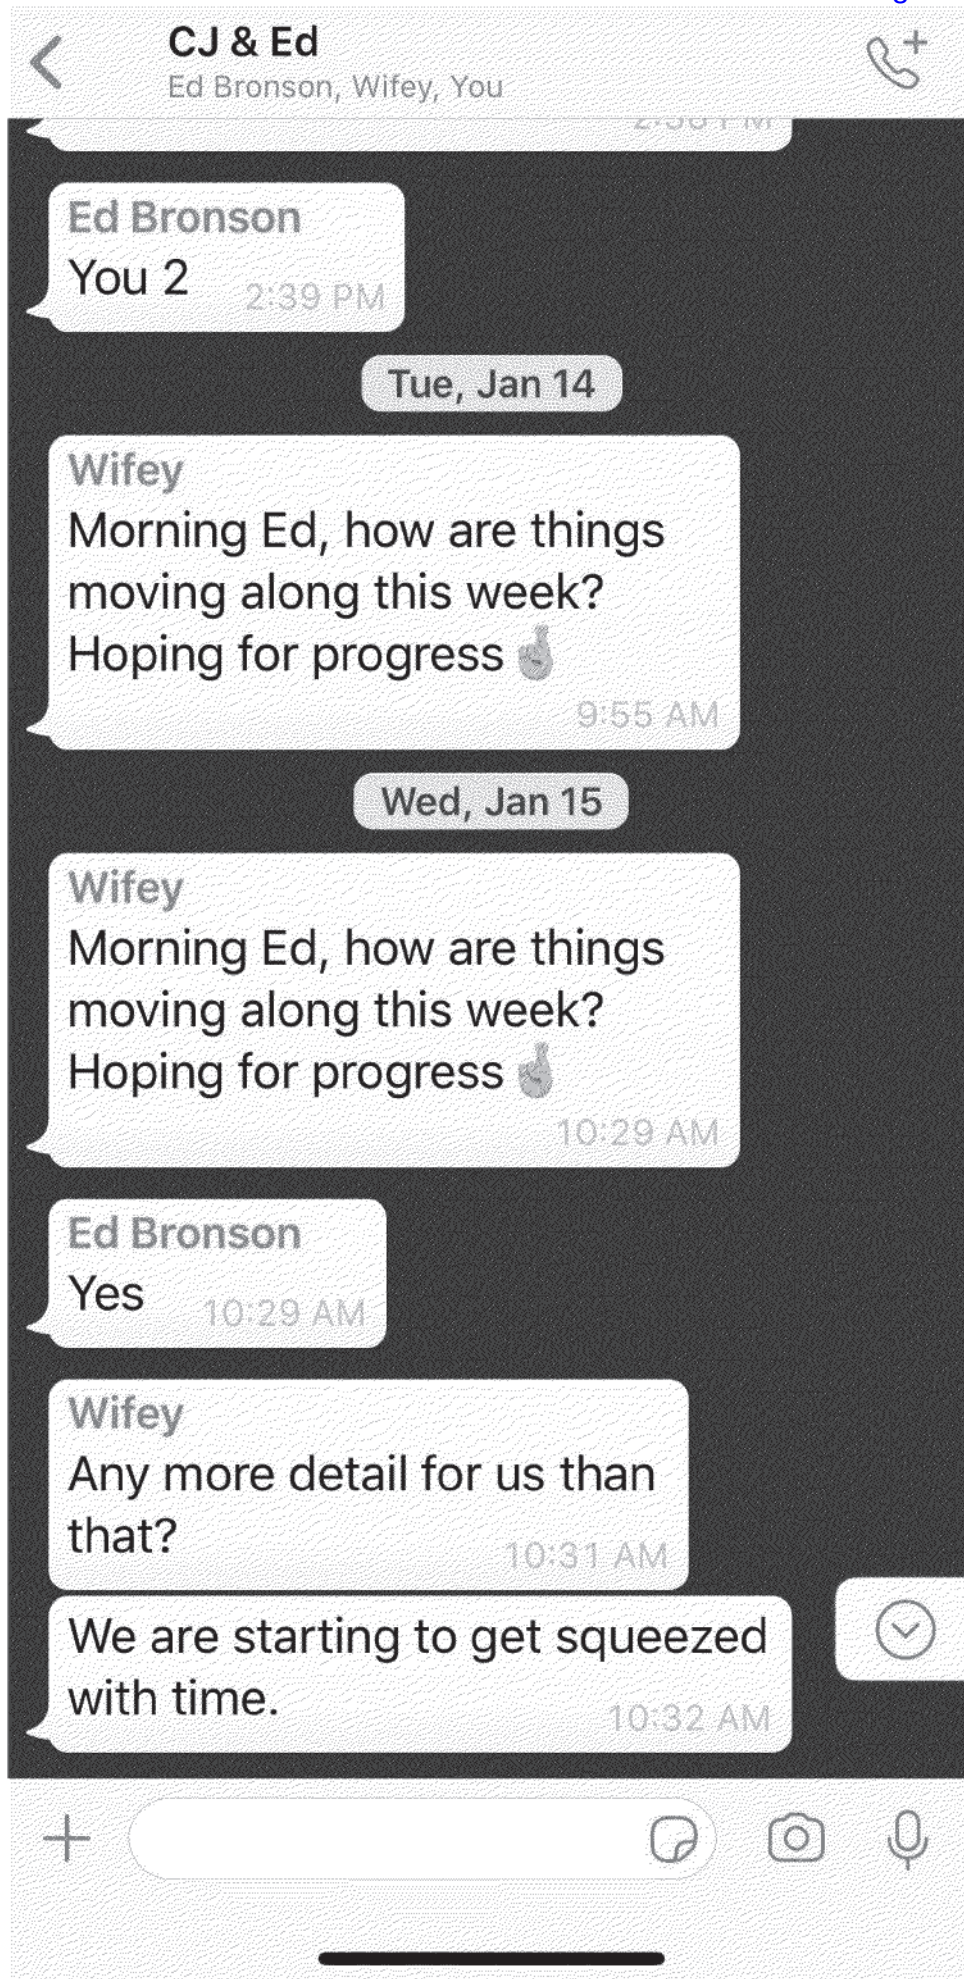 CJ & Ed
Ed Bronson, Wifey, You
2:38 PM
Ed Bronson
You 2
2:39 PM
Tue, Jan 14
Wifey
Morning Ed, how are things
moving along this week?
Hoping for progress🤞
9:55 AM
Wed, Jan 15
Wifey
Morning Ed, how are things
moving along this week?
Hoping for progress🤞
10:29 AM
Ed Bronson
Yes
10:29 AM
Wifey
Any more detail for us than
that?
10:31 AM
We are starting to get squeezed
with time.
10:32 AM